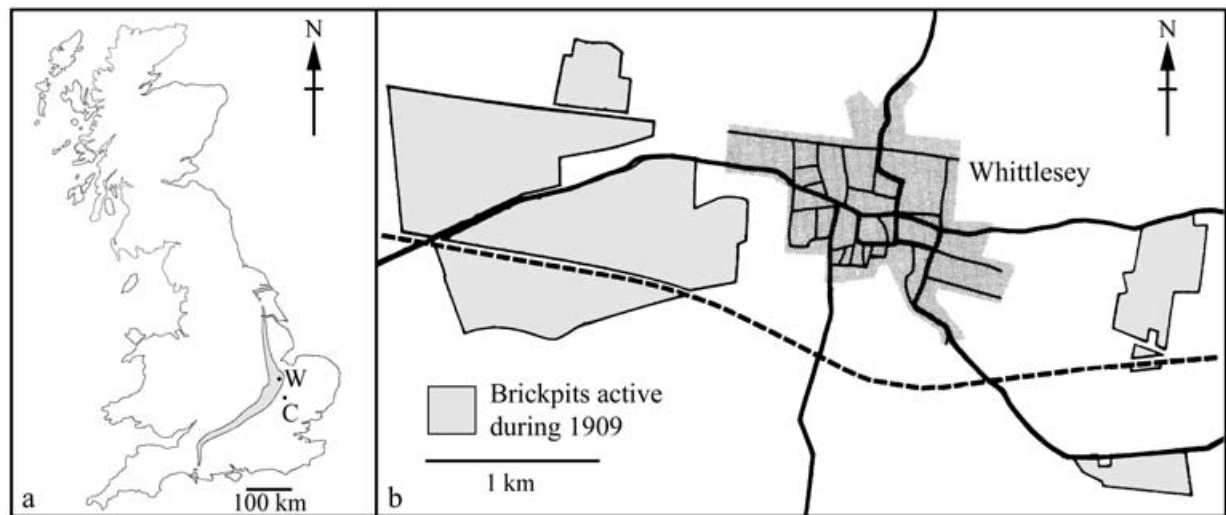 N
W
C
100 km
a
N
Whittlesey
Brickpits active
during 1909
1 km
b